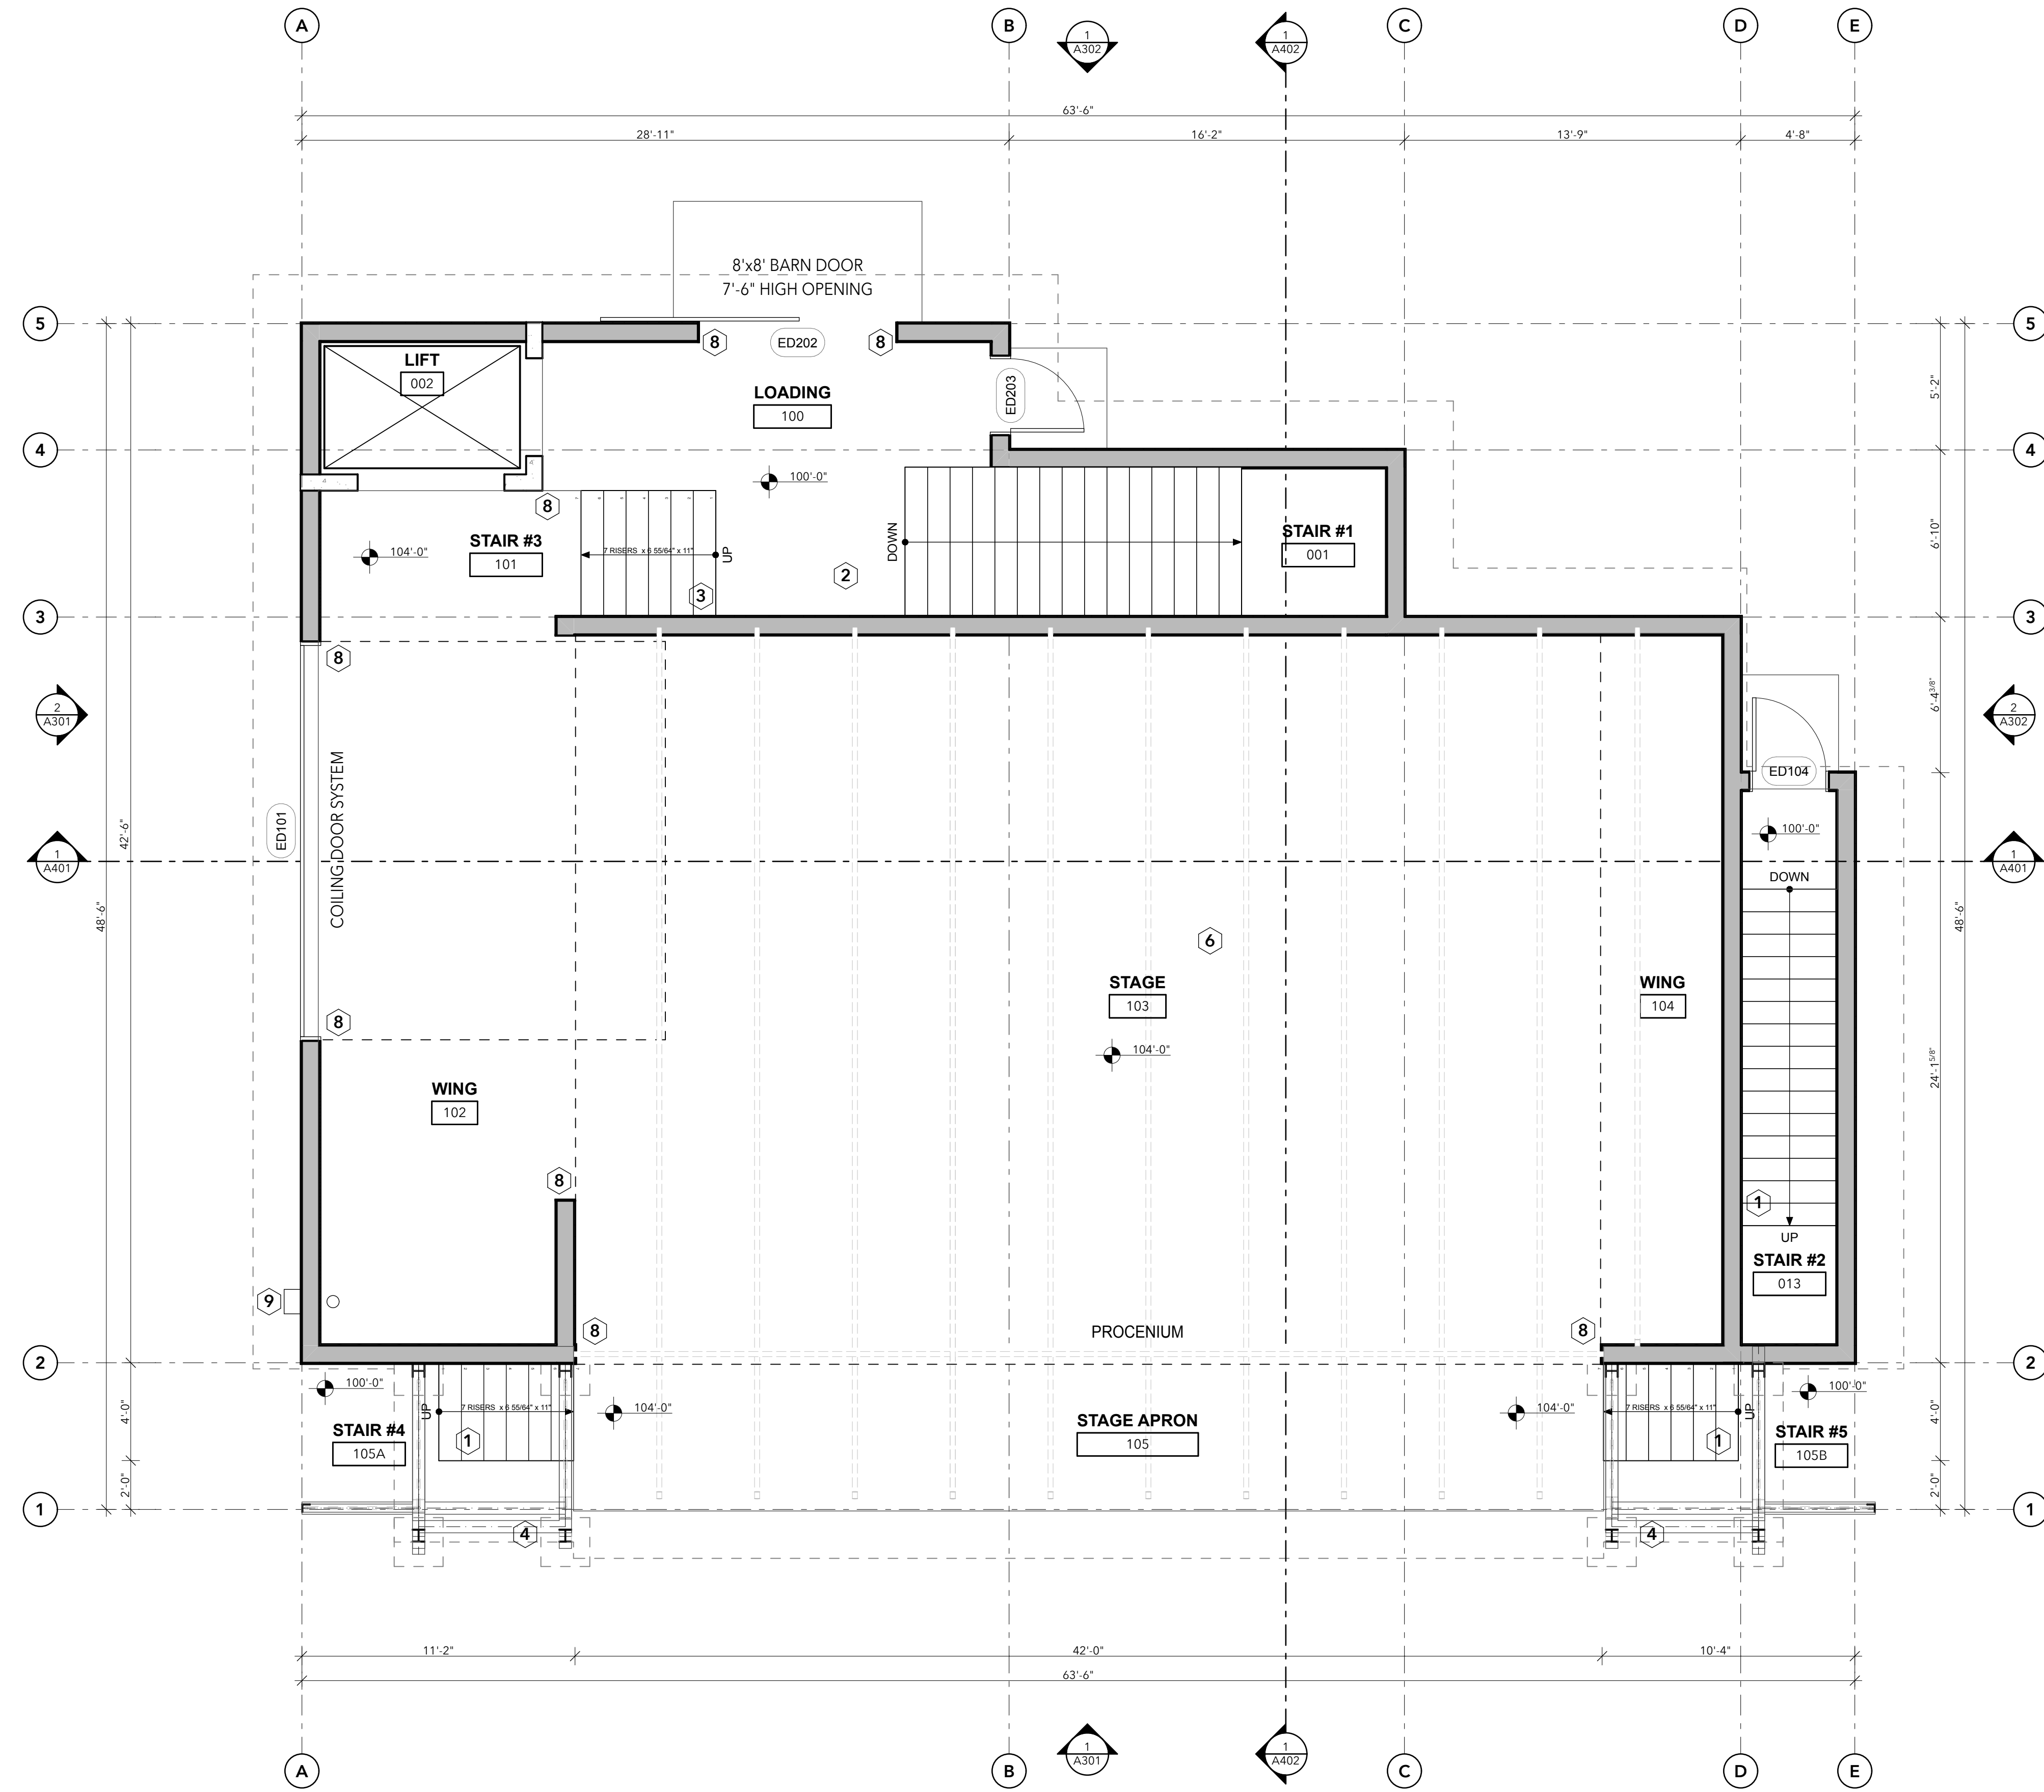 A
B
1
A302
1
A402
C
D
E
63'-6"
28'-11"
16'-2"
13'-9"
4'-8"
8'x8' BARN DOOR
7'-6" HIGH OPENING
5
8
ED202
8
5
LIFT
002
LOADING
100
ED203
5'-2"
4
4
100'-0"
8
STAIR #3
101
104'-0"
7 RISERS x 6 55/64" x 11"
UP
3
2
DOWN
STAIR #1
001
6'-10"
3
3
8
2
A301
6'-4 3/8"
2
A302
COILING DOOR SYSTEM
ED101
ED104
100'-0"
42'-6"
1
A401
1
A401
DOWN
48'-6"
48'-6"
6
STAGE
103
WING
104
8
104'-0"
24'-1 5/8"
WING
102
8
1
UP
STAIR #2
013
9
8
PROCENIUM
8
2
2
100'-0"
UP
7 RISERS x 6 55/64" x 11"
104'-0"
104'-0"
7 RISERS x 6 55/64" x 11"
UP
100'-0"
4'-0"
4'-0"
STAIR #4
105A
1
STAGE APRON
105
1
STAIR #5
105B
2'-0"
2'-0"
1
1
4
4
11'-2"
42'-0"
10'-4"
63'-6"
A
B
1
A301
1
A402
C
D
E